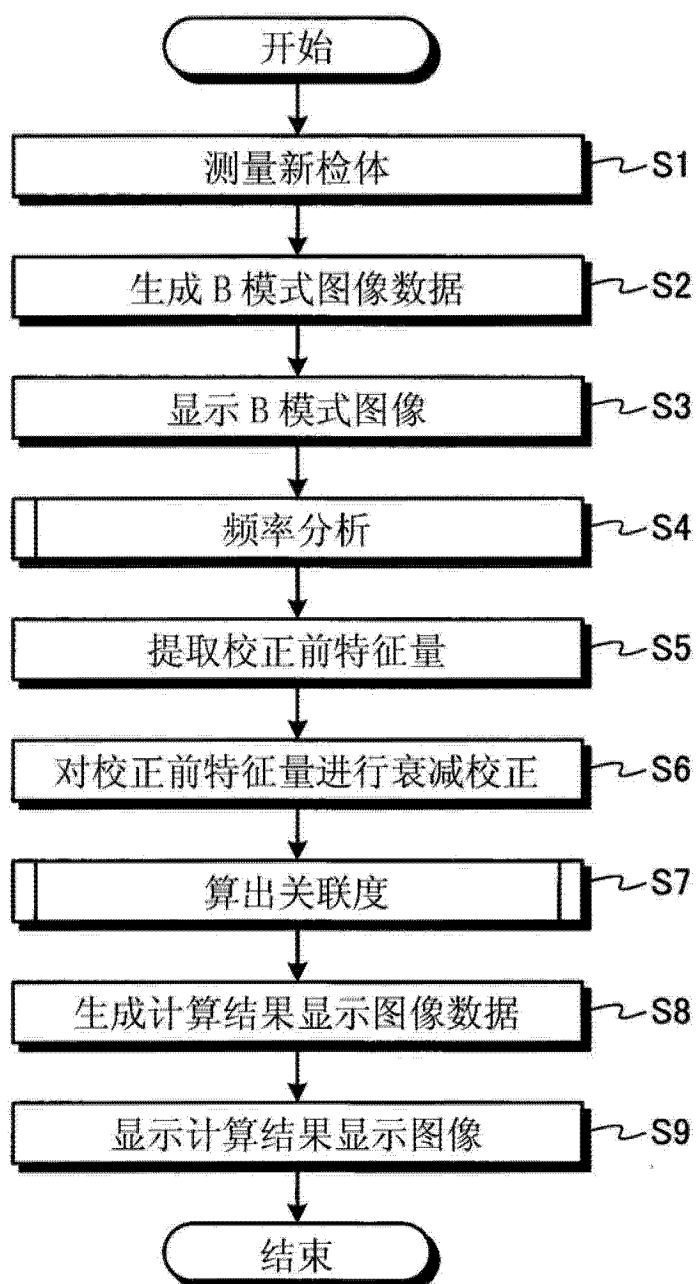 开始
测量新检体
S1
生成 B 模式图像数据
S2
显示 B 模式图像
S3
频率分析
S4
提取校正前特征量
S5
对校正前特征量进行衰减校正
S6
算出关联度
S7
生成计算结果显示图像数据
S8
显示计算结果显示图像
S9
结束